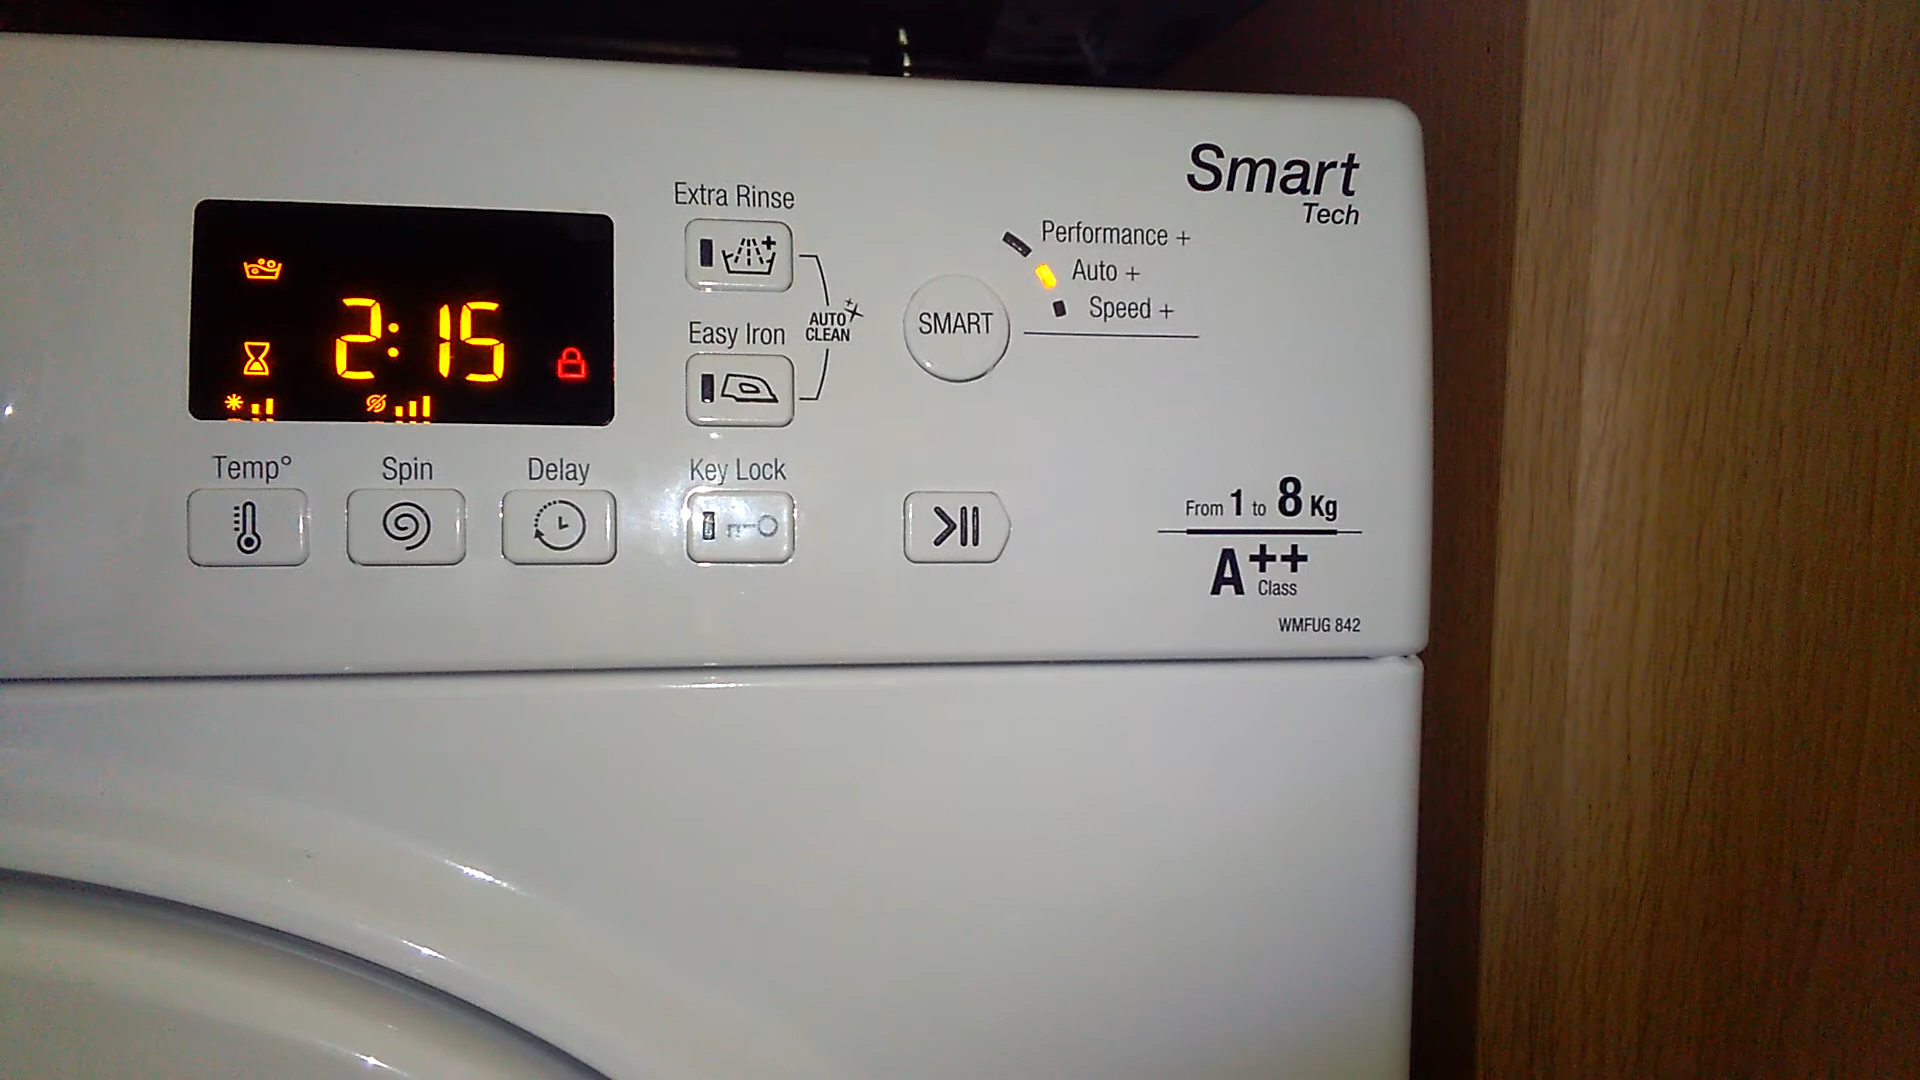 Smart
Tech
Extra Rinse
Performance +
Auto +
Speed +
2:15
Easy Iron
AUTO
CLEAN
SMART
Temp°
Spin
Delay
Key Lock
From 1 to 8 Kg
A++
Class
WMFUG 842